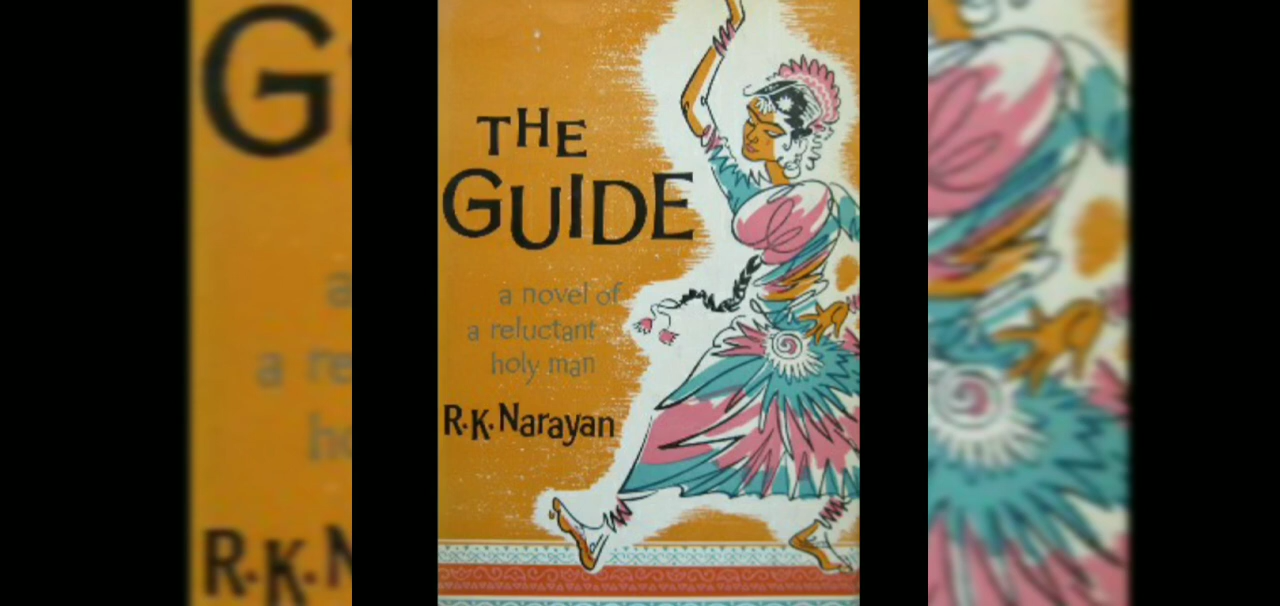 THE
GUIDE
a novel of
a reluctant
holy man
R.K. Narayan